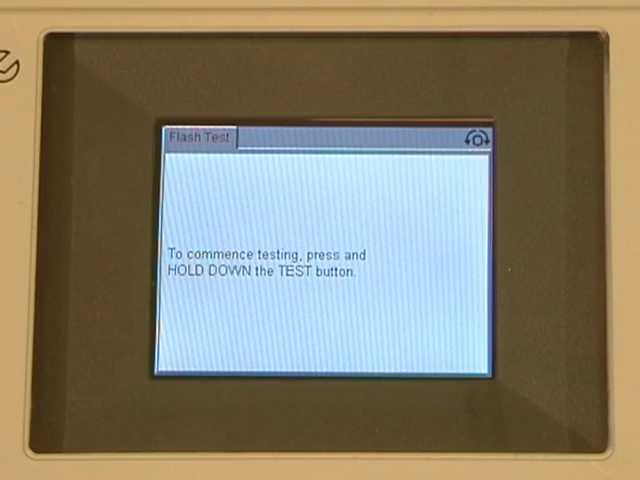 Flash Test
To commence testing, press and
HOLD DOWN the TEST button.